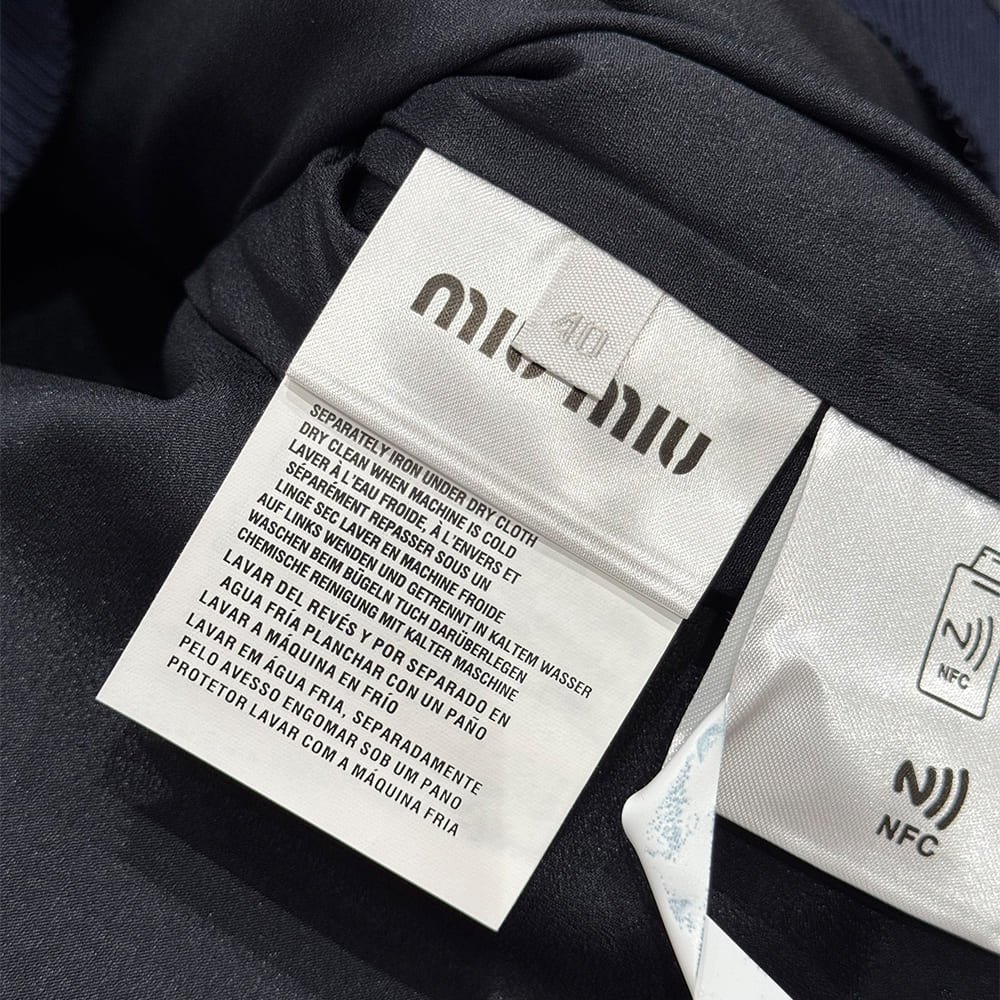 miu miu
40
SEPARATELY IRON UNDER DRY CLOTH
DRY CLEAN WHEN MACHINE IS COLD
LAVER À L'EAU FROIDE, À L'ENVERS ET
SÉPARÉMENT REPASSER SOUS UN
LINGE SEC LAVER EN MACHINE FROIDE
AUF LINKS WENDEN UND GETRENNT IN KALTEM WASSER
WASCHEN BEIM BÜGELN TUCH DARÜBERLEGEN
CHEMISCHE REINIGUNG MIT KALTER MASCHINE
LAVAR DEL REVÉS Y POR SEPARADO EN
AGUA FRÍA PLANCHAR CON UN PAÑO
LAVAR A MÁQUINA EN FRÍO
LAVAR EM ÁGUA FRIA, SEPARADAMENTE
PELO AVESSO ENGOMAR SOB UM PANO
PROTETOR LAVAR COM A MÁQUINA FRIA
NFC
NFC